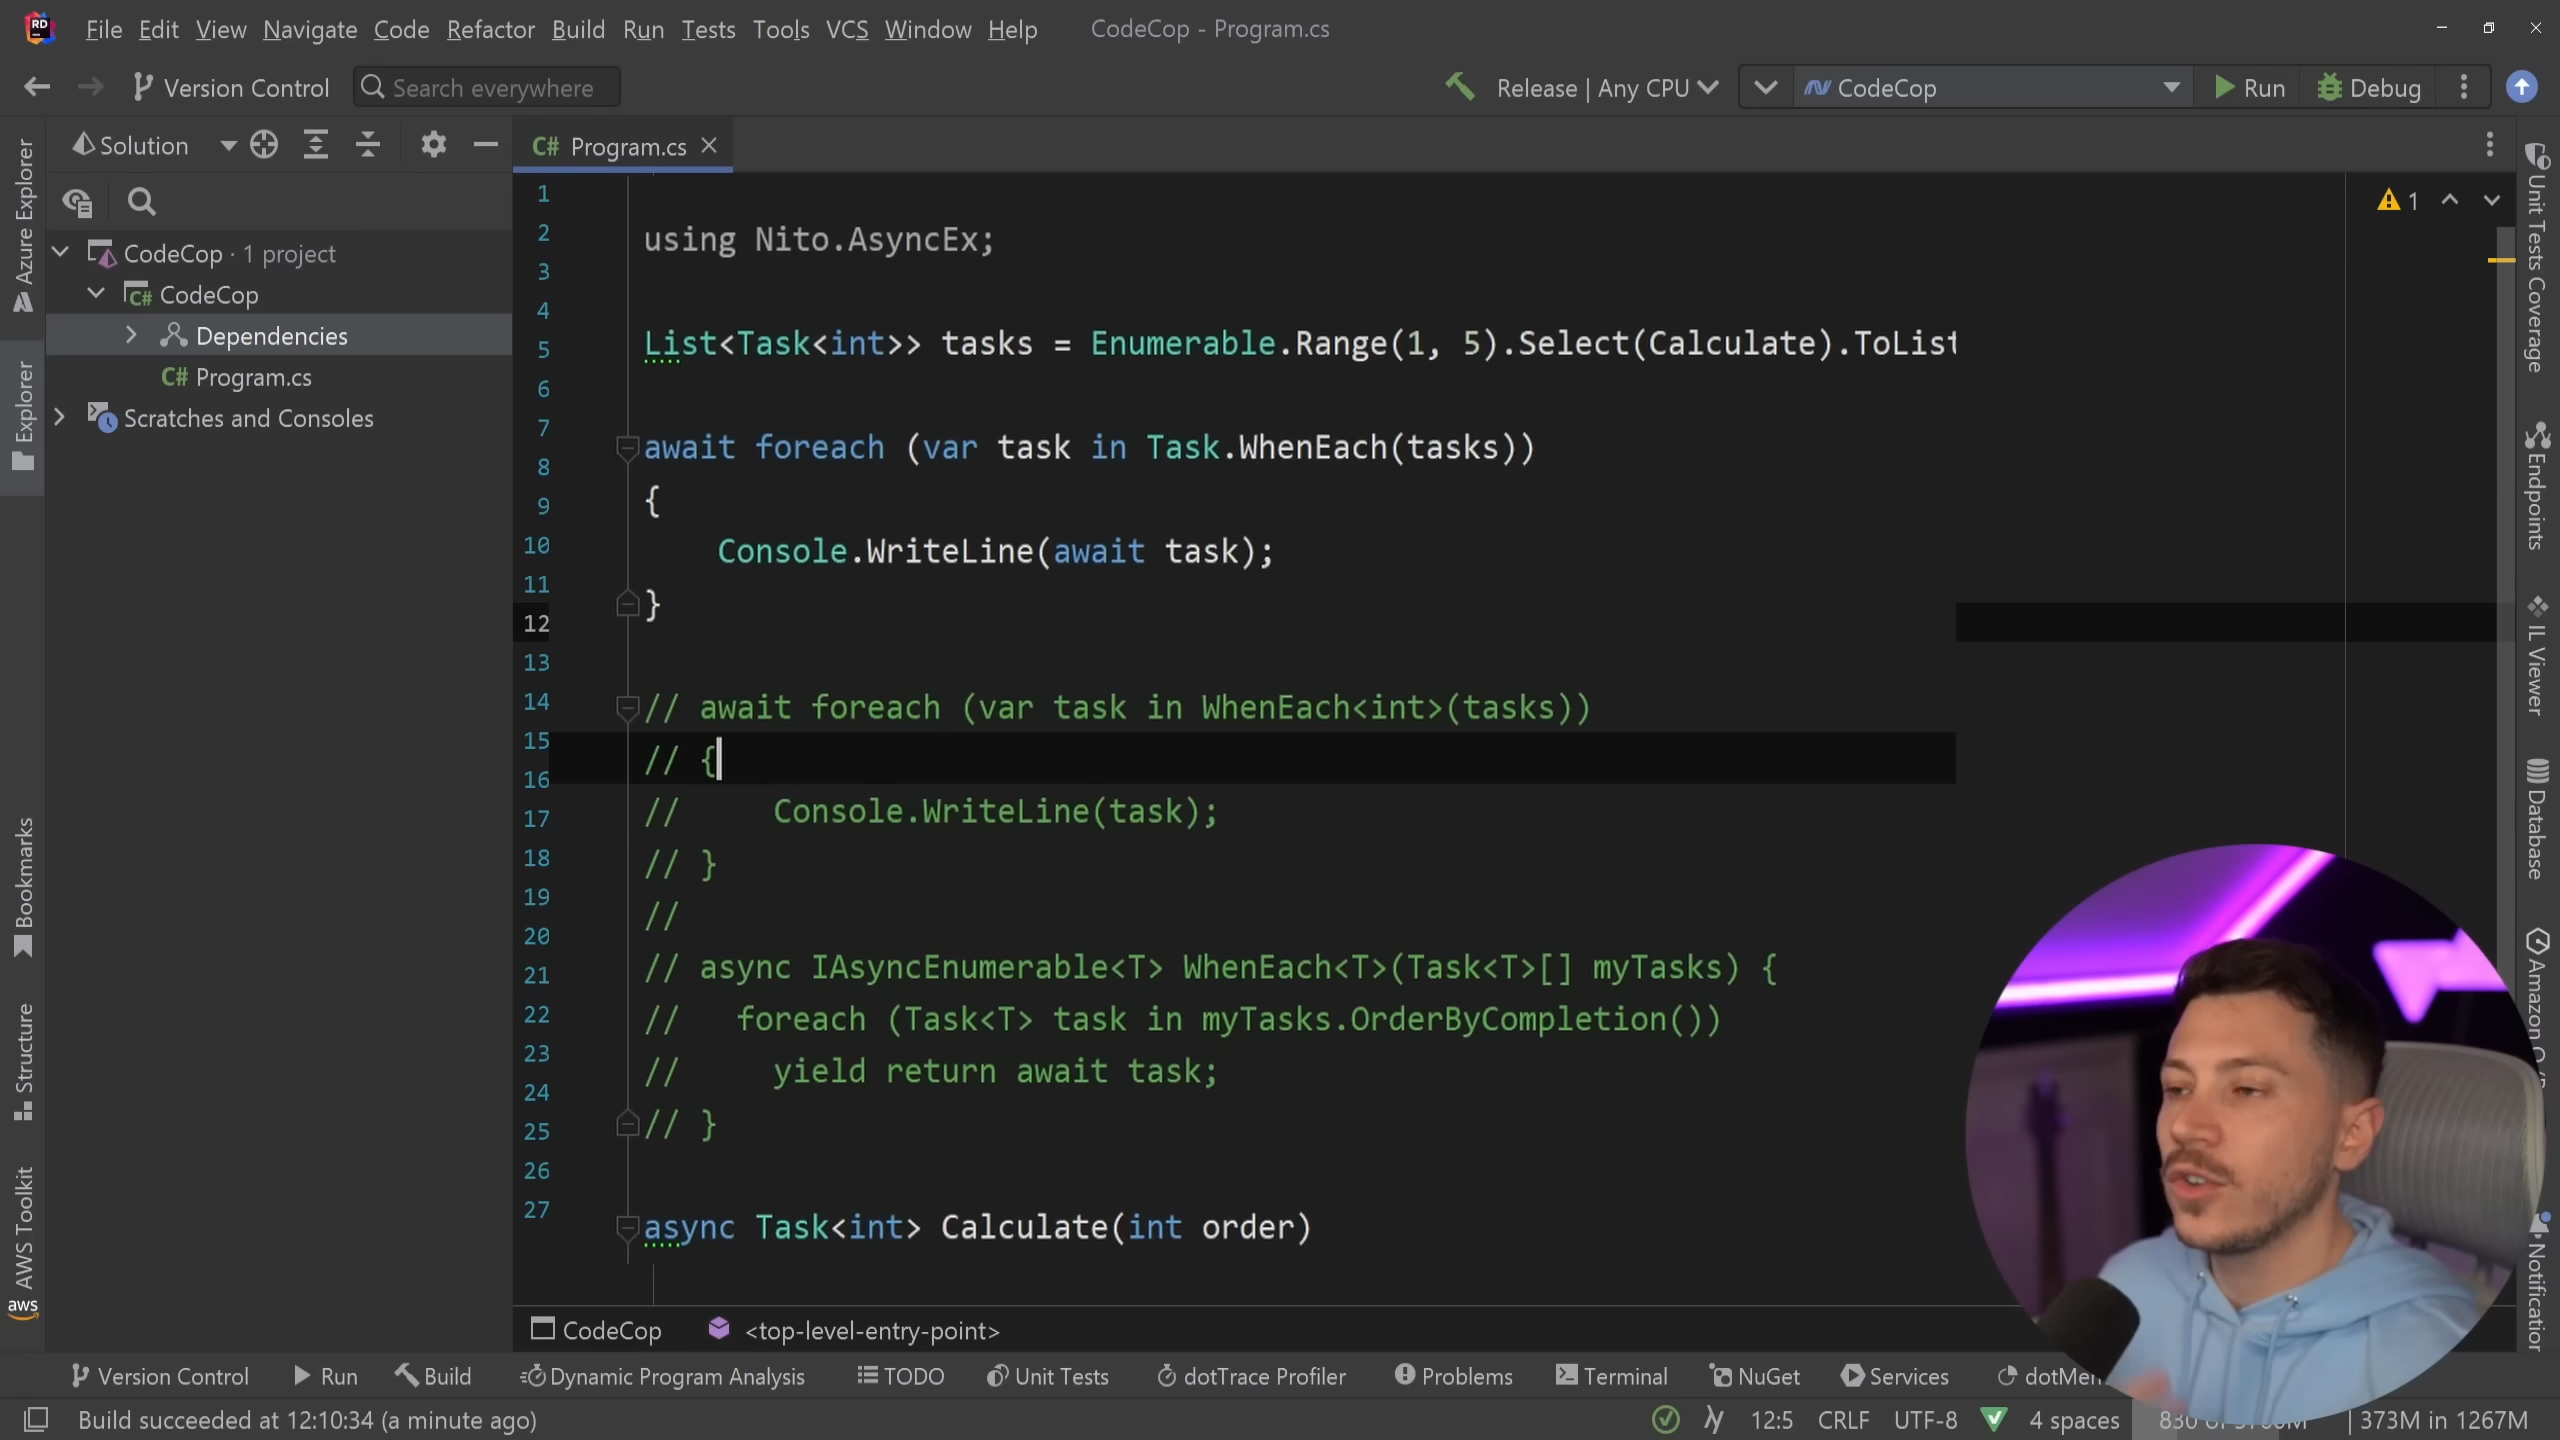 File Edit View Navigate Code Refactor Build Run Tests Tools VCS Window Help CodeCop - Program.cs
Version Control Search everywhere Release | Any CPU CodeCop Run Debug
Solution C# Program.cs
1
using Nito.AsyncEx; 1
2
CodeCop · 1 project
3
C# CodeCop
4
Dependencies
5 List<Task<int>> tasks = Enumerable.Range(1, 5).Select(Calculate).ToList
C# Program.cs
6
Scratches and Consoles
7
await foreach (var task in Task.WhenEach(tasks))
8
{
9
10 Console.WriteLine(await task);
11
}
12
13
14 // await foreach (var task in WhenEach<int>(tasks))
15
// {
16
// Console.WriteLine(task);
17
18 // }
19
//
20
21 // async IAsyncEnumerable<T> WhenEach<T>(Task<T>[] myTasks) {
22 // foreach (Task<T> task in myTasks.OrderByCompletion())
23
// yield return await task;
24
25 // }
26
27
async Task<int> Calculate(int order)
Azure Explorer
Explorer
Bookmarks
Structure
AWS Toolkit
aws
Unit Tests Coverage
Endpoints
IL Viewer
Database
Amazon
Notification
CodeCop <top-level-entry-point>
Version Control Run Build Dynamic Program Analysis TODO Unit Tests dotTrace Profiler Problems Terminal NuGet Services dotMem
Build succeeded at 12:10:34 (a minute ago) 12:5 CRLF UTF-8 4 spaces 373M in 1267M